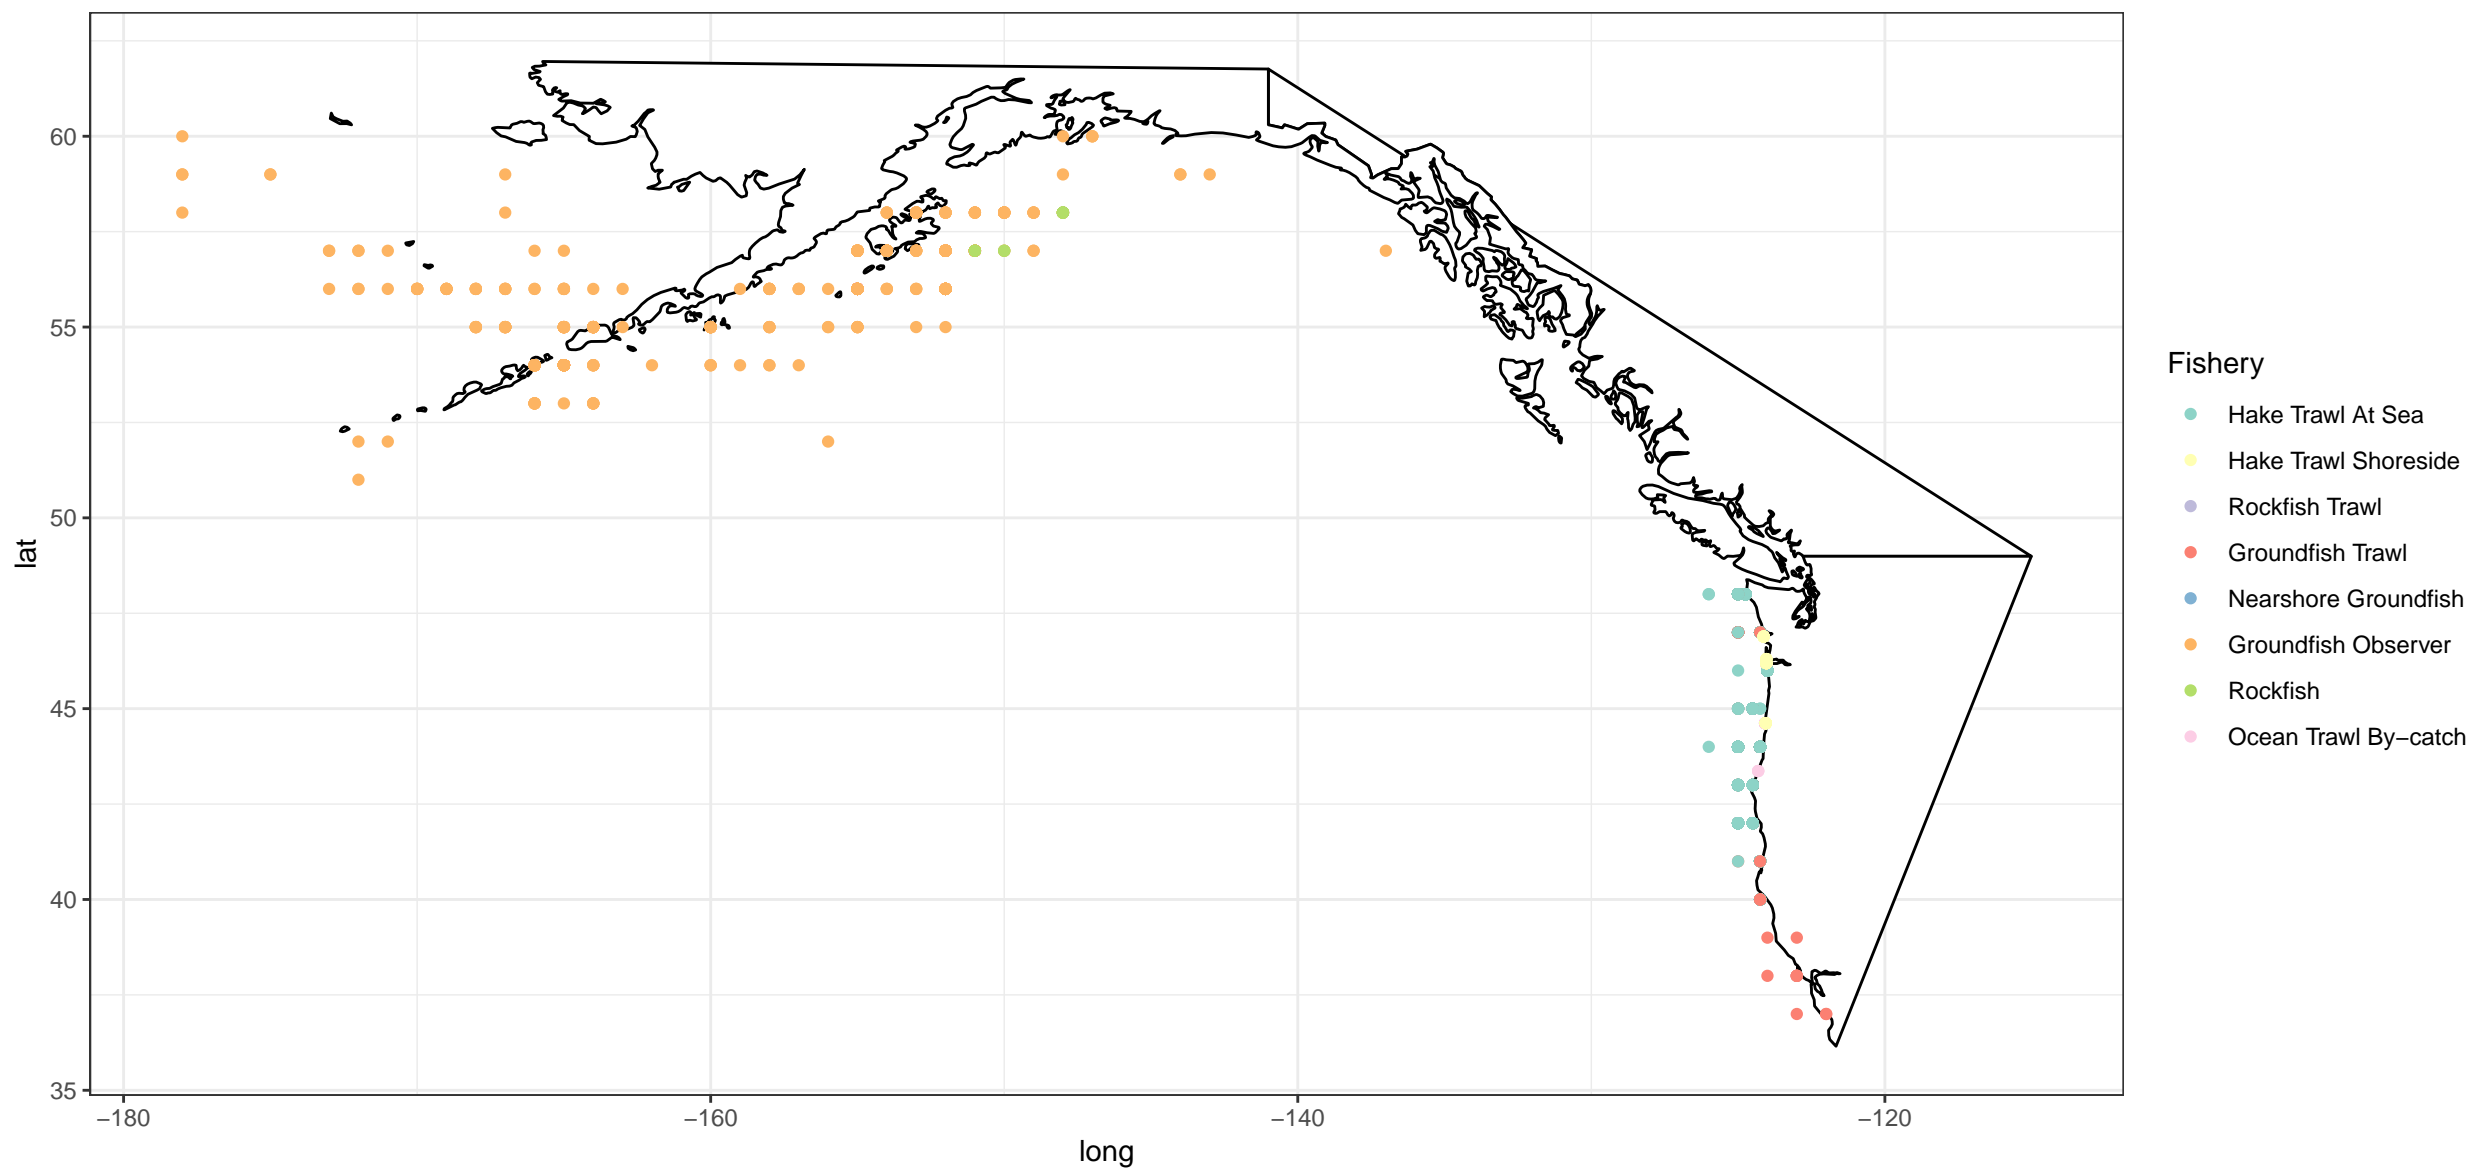 60
55
50
45
40
35
lat
−180
−160
−140
−120
long
Fishery
Hake Trawl At Sea
Hake Trawl Shoreside
Rockfish Trawl
Groundfish Trawl
Nearshore Groundfish
Groundfish Observer
Rockfish
Ocean Trawl By−catch